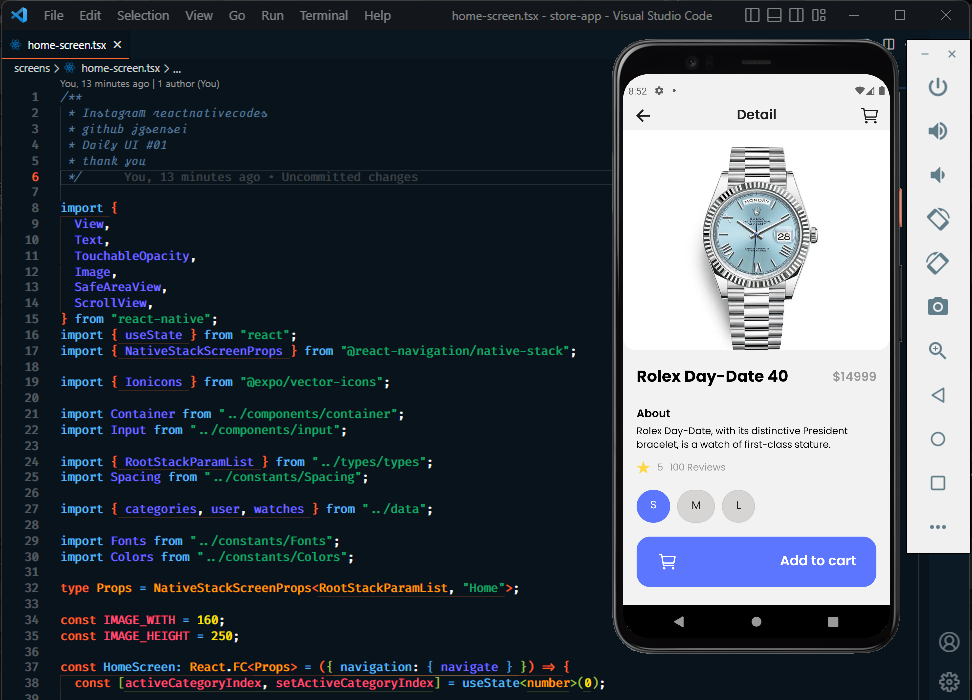 File Edit Selection View Go Run Terminal Help
home-screen.tsx - store-app - Visual Studio Code
home-screen.tsx
screens > home-screen.tsx > ...
You, 13 minutes ago | 1 author (You)
1 /**
2 * Instagram reactnativecodes
3 * github jgsensei
4 * Daily UI #01
5 * thank you
6 */ You, 13 minutes ago • Uncommitted changes
7
8 import {
9 View,
10 Text,
11 TouchableOpacity,
12 Image,
13 SafeAreaView,
14 ScrollView,
15 } from "react-native";
16 import { useState } from "react";
17 import { NativeStackScreenProps } from "@react-navigation/native-stack";
18
19 import { Ionicons } from "@expo/vector-icons";
20
21 import Container from "../components/container";
22 import Input from "../components/input";
23
24 import { RootStackParamList } from "../types/types";
25 import Spacing from "../constants/Spacing";
26
27 import { categories, user, watches } from "../data";
28
29 import Fonts from "../constants/Fonts";
30 import Colors from "../constants/Colors";
31
32 type Props = NativeStackScreenProps<RootStackParamList, "Home">;
33
34 const IMAGE_WITH = 160;
35 const IMAGE_HEIGHT = 250;
36
37 const HomeScreen: React.FC<Props> = ({ navigation: { navigate } }) => {
38 const [activeCategoryIndex, setActiveCategoryIndex] = useState<number>(0);
39
8:52
Detail
MONDAY
28
Rolex Day-Date 40 $14999
About
Rolex Day-Date, with its distinctive President
bracelet, is a watch of first-class stature.
5 100 Reviews
S M L
Add to cart